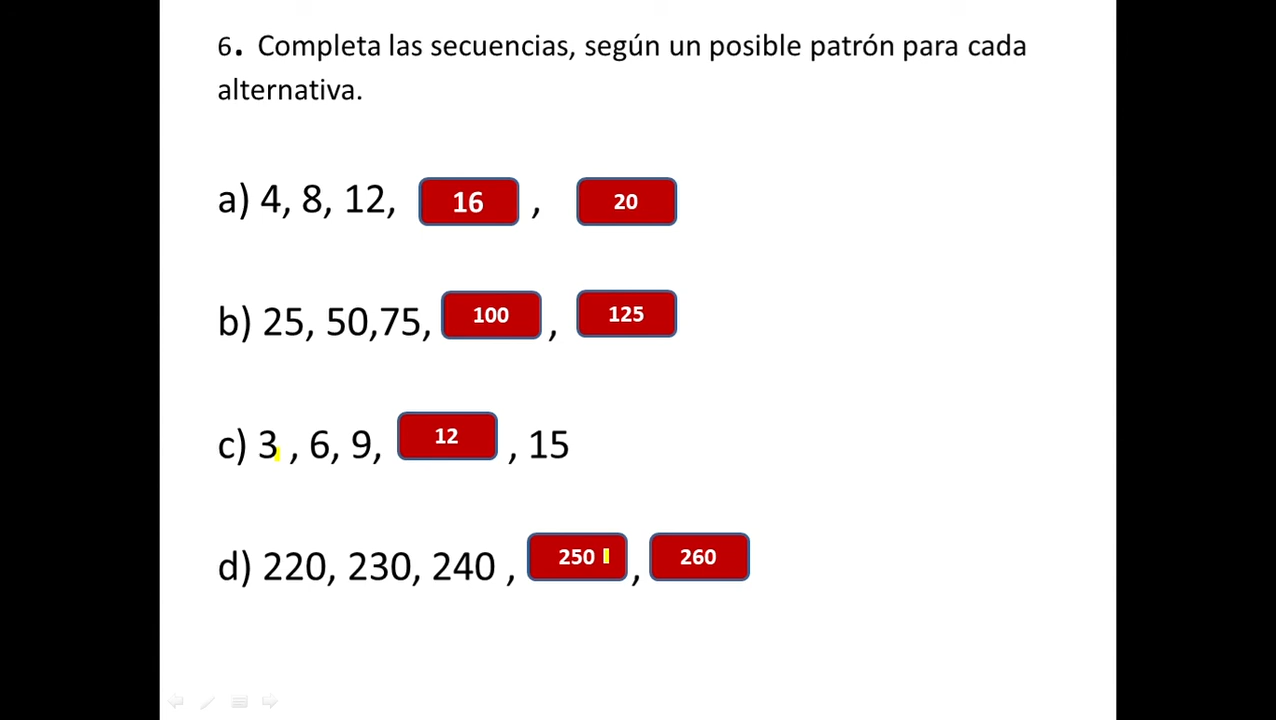 6. Completa las secuencias, según un posible patrón para cada
alternativa.
a) 4, 8, 12, 16 , 20
b) 25, 50,75, 100 , 125
c) 3 , 6, 9, 12 , 15
d) 220, 230, 240 , 250 , 260